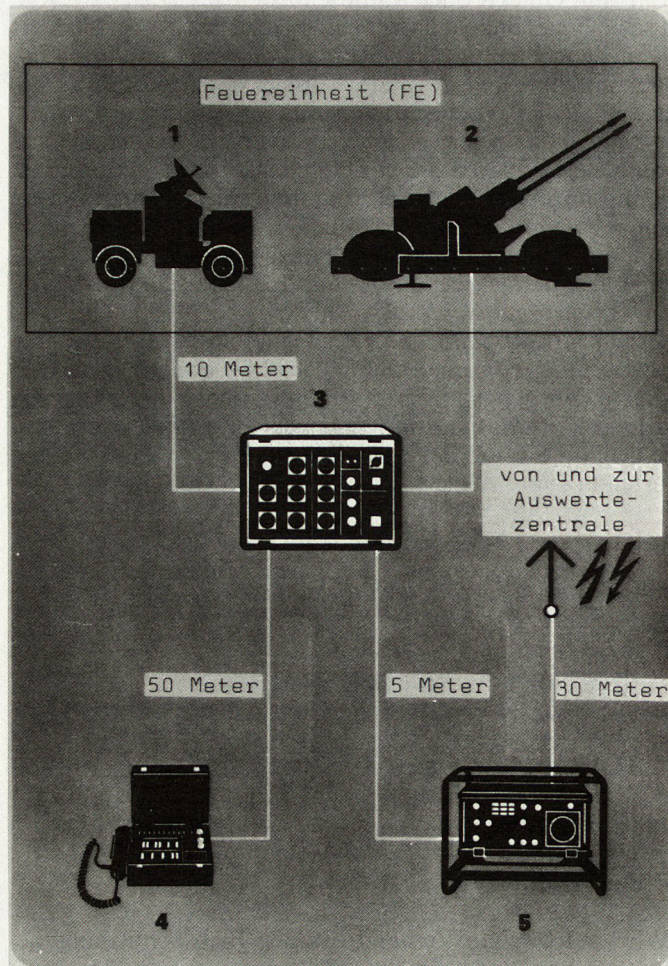 Feuereinheit (FE)
1
2
10 Meter
3
von und zur
Auswerte-
zentrale
50 Meter
5 Meter
30 Meter
4
5